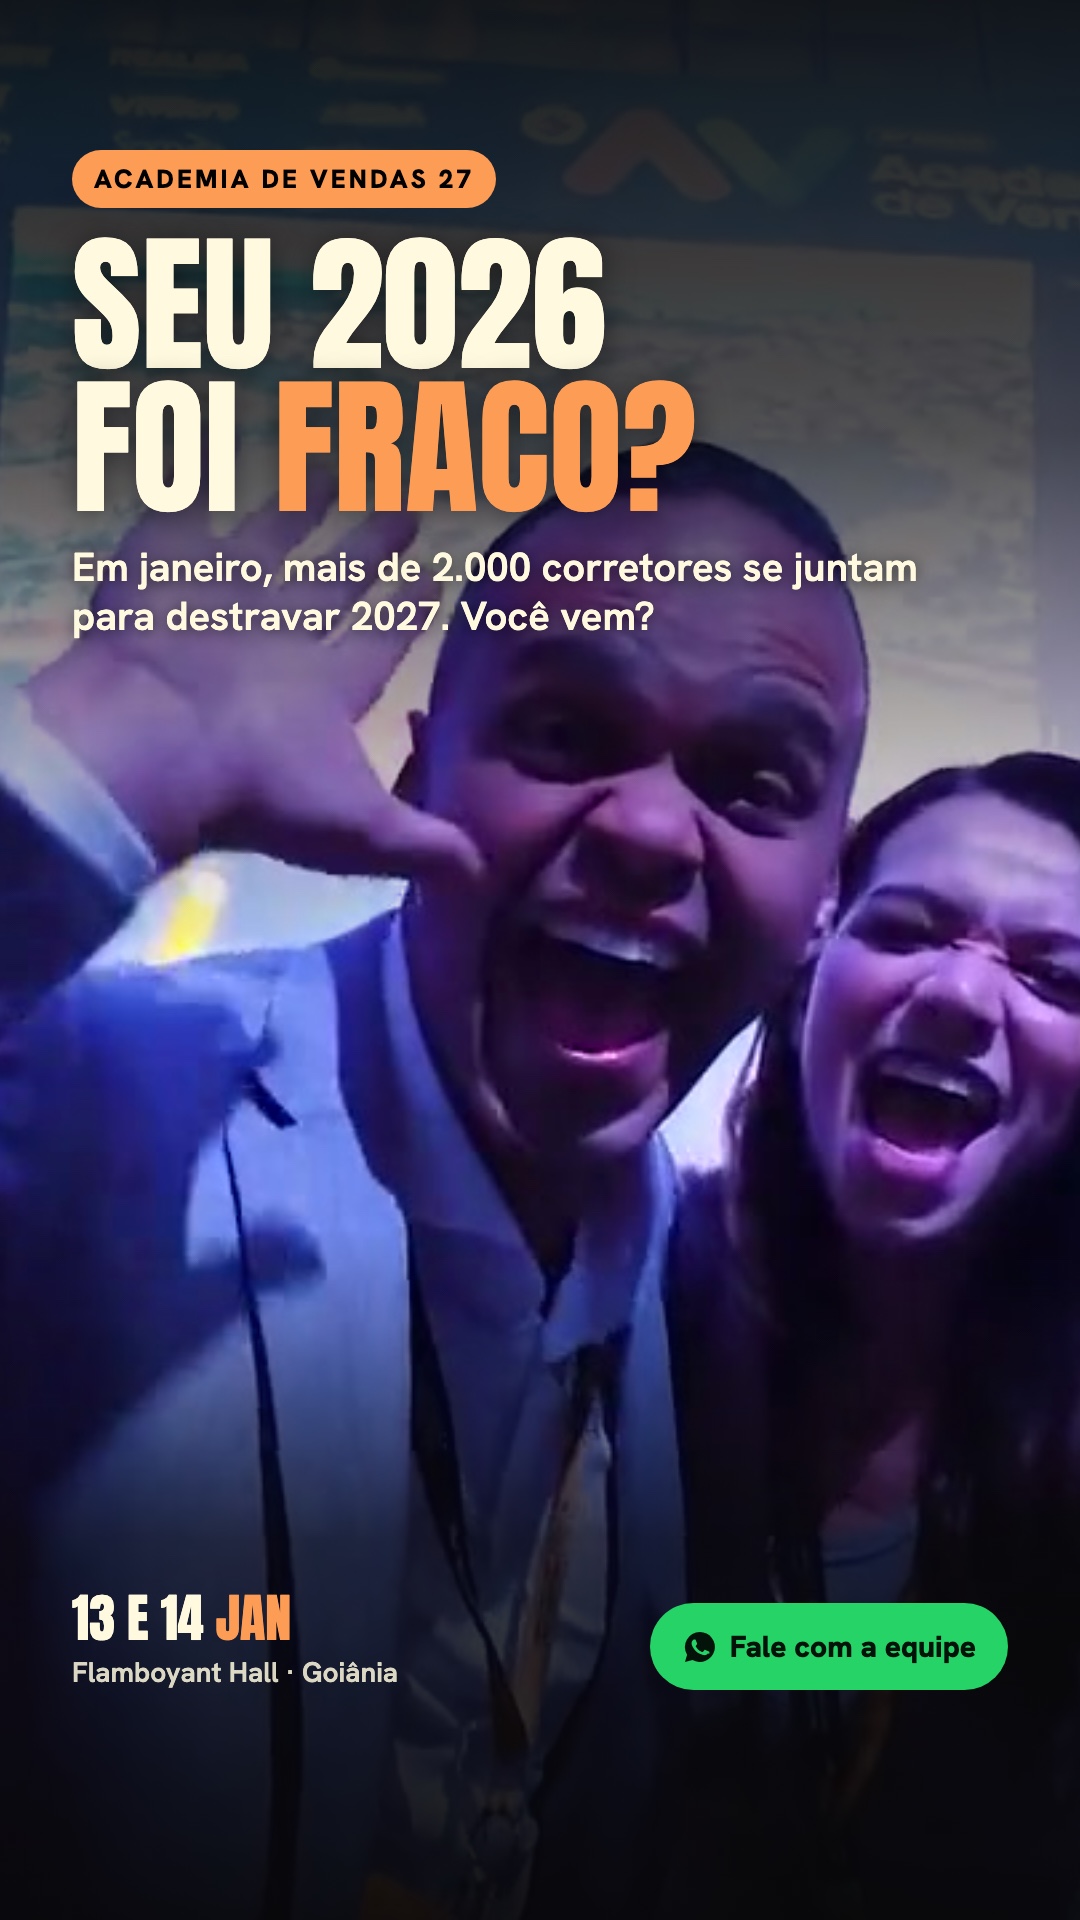 ACADEMIA DE VENDAS 27
SEU 2026
FOI FRACO?
Em janeiro, mais de 2.000 corretores se juntam
para destravar 2027. Você vem?
13 E 14 JAN
Flamboyant Hall · Goiânia
Fale com a equipe